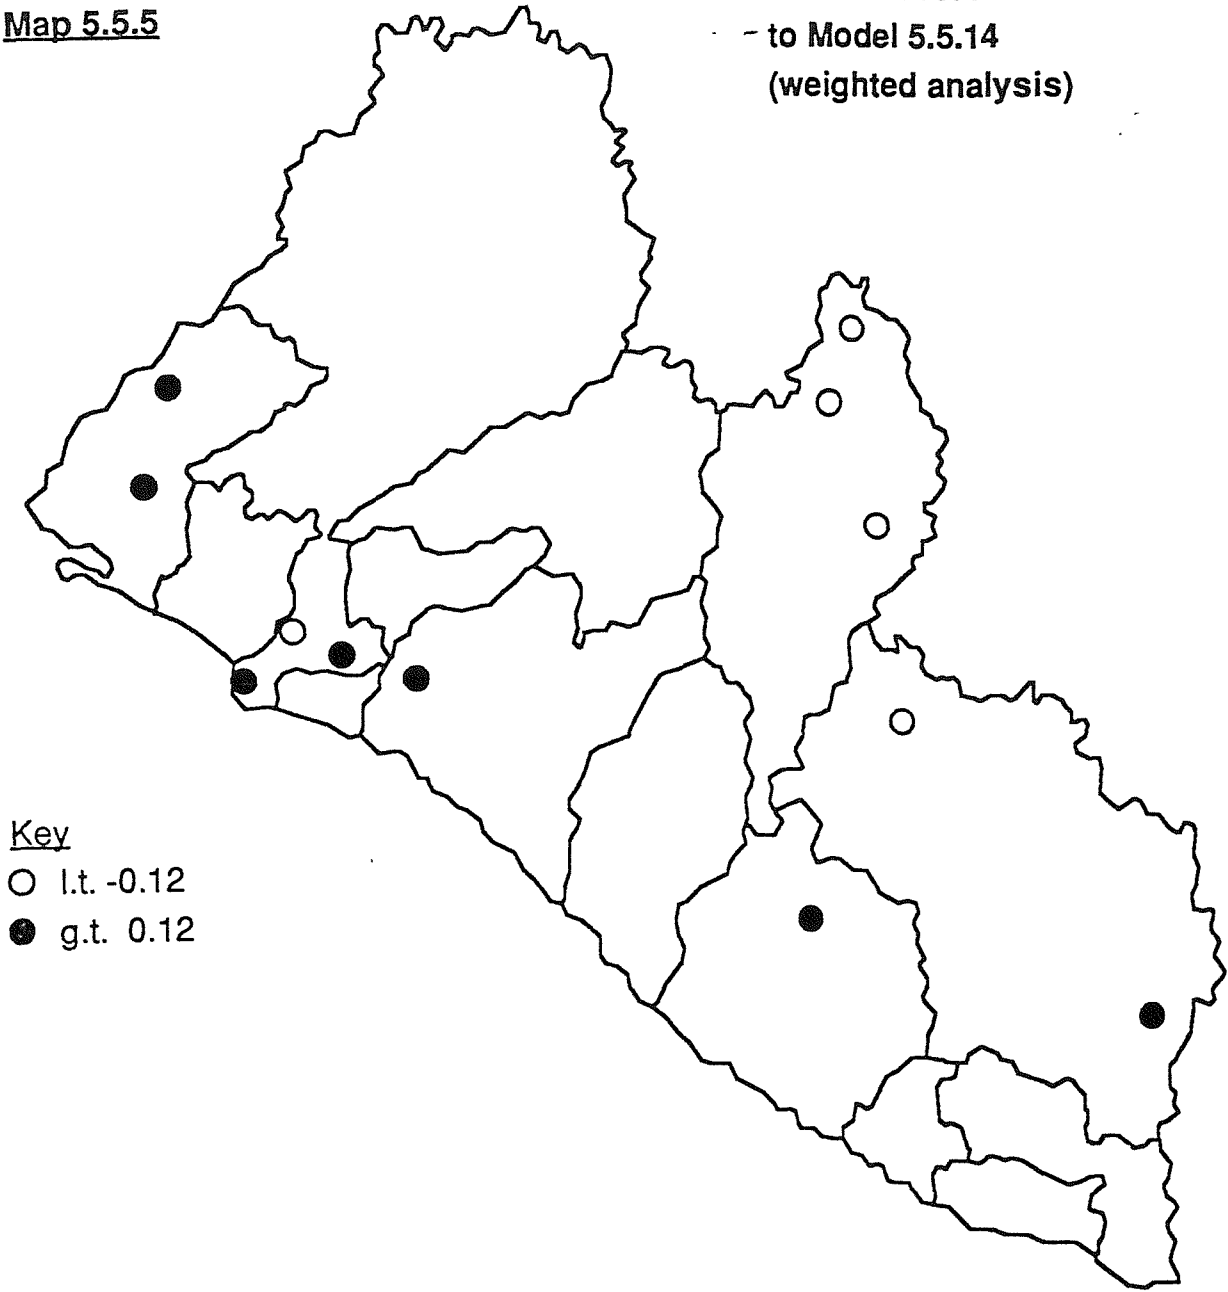 Map 5.5.5
to Model 5.5.14
(weighted analysis)
Key
l.t. -0.12
g.t. 0.12